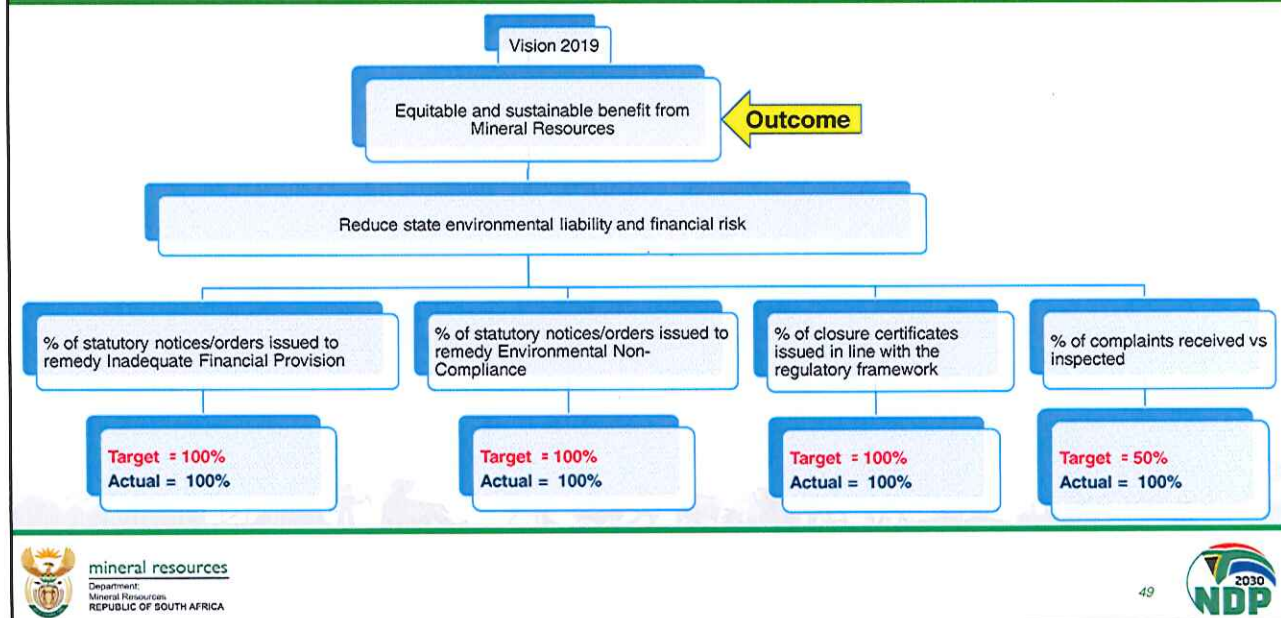 Vision 2019
Equitable and sustainable benefit from
Mineral Resources
Outcome
Reduce state environmental liability and financial risk
% of statutory notices/orders issued to
remedy Inadequate Financial Provision
% of statutory notices/orders issued to
remedy Environmental Non-
Compliance
% of closure certificates
issued in line with the
regulatory framework
% of complaints received vs
inspected
Target = 100%
Actual = 100%
Target = 100%
Actual = 100%
Target = 100%
Actual = 100%
Target = 50%
Actual = 100%
mineral resources
Department:
Mineral Resources
REPUBLIC OF SOUTH AFRICA
49
2030
NDP